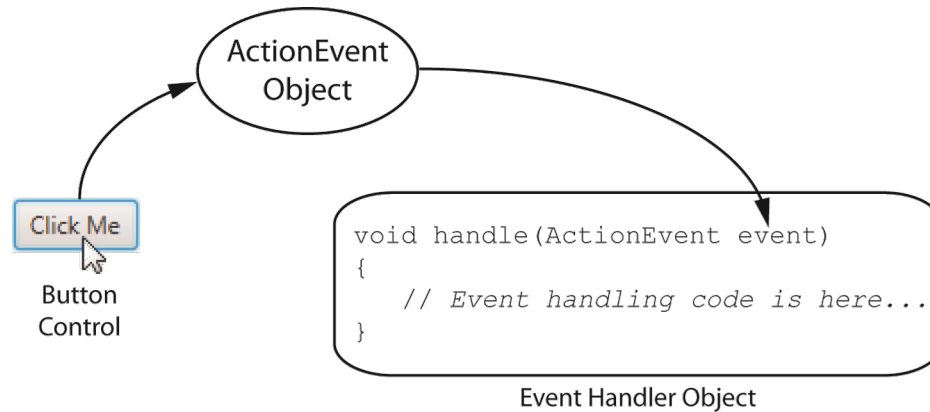 ActionEvent
Object
Click Me
Button
Control
void handle(ActionEvent event)
{
// Event handling code is here...
}
Event Handler Object